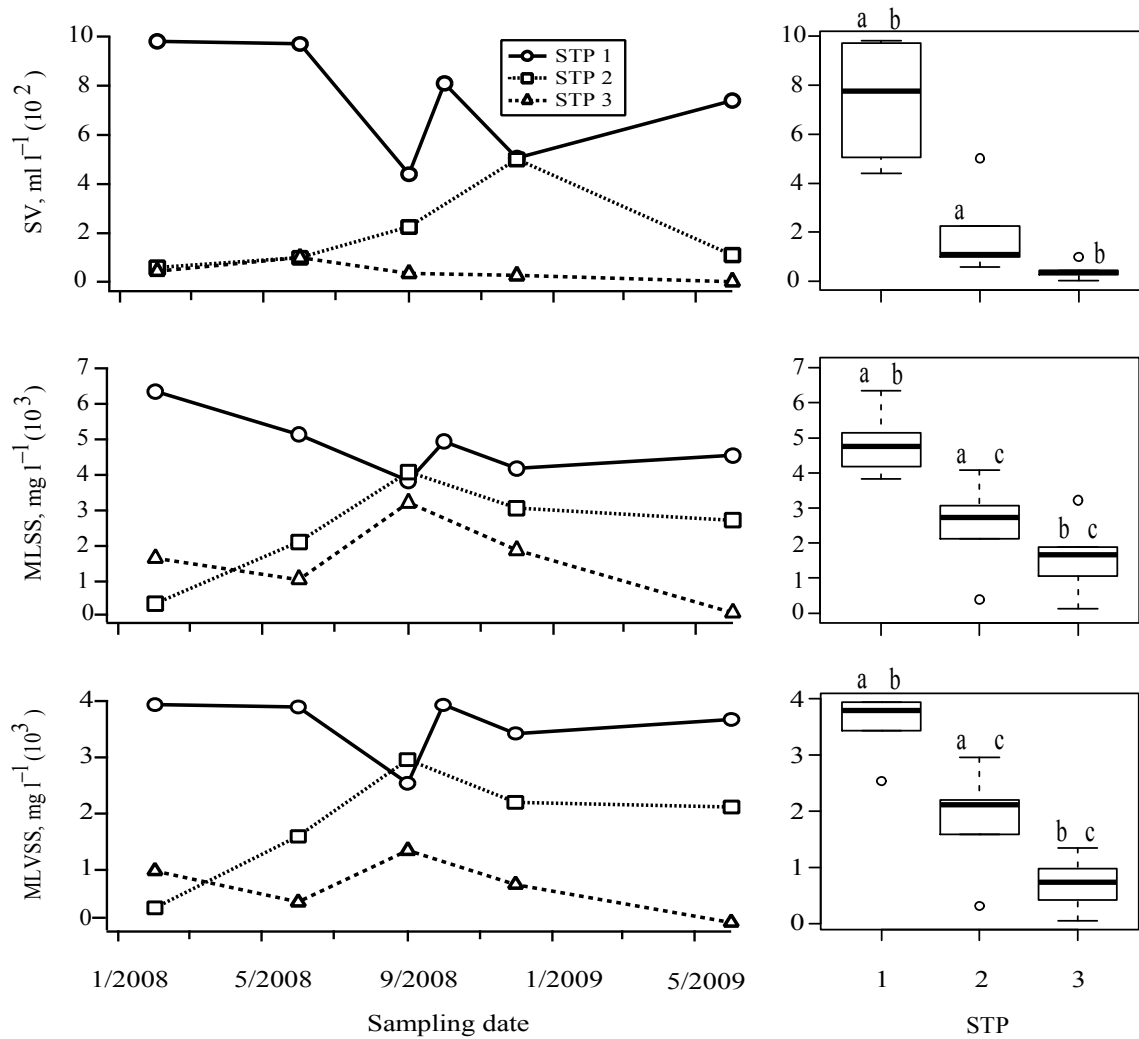 SV, ml l⁻¹ (10²)
10
8
6
4
2
0
STP 1
STP 2
STP 3
a b
10
8
6
4
2
0
a
b
MLSS, mg l⁻¹ (10³)
7
6
5
4
3
2
1
0
7
6
5
4
3
2
1
0
a b
a c
b c
MLVSS, mg l⁻¹ (10³)
4
3
2
1
0
4
3
2
1
0
a b
a c
b c
1/2008 5/2008 9/2008 1/2009 5/2009
Sampling date
1 2 3
STP